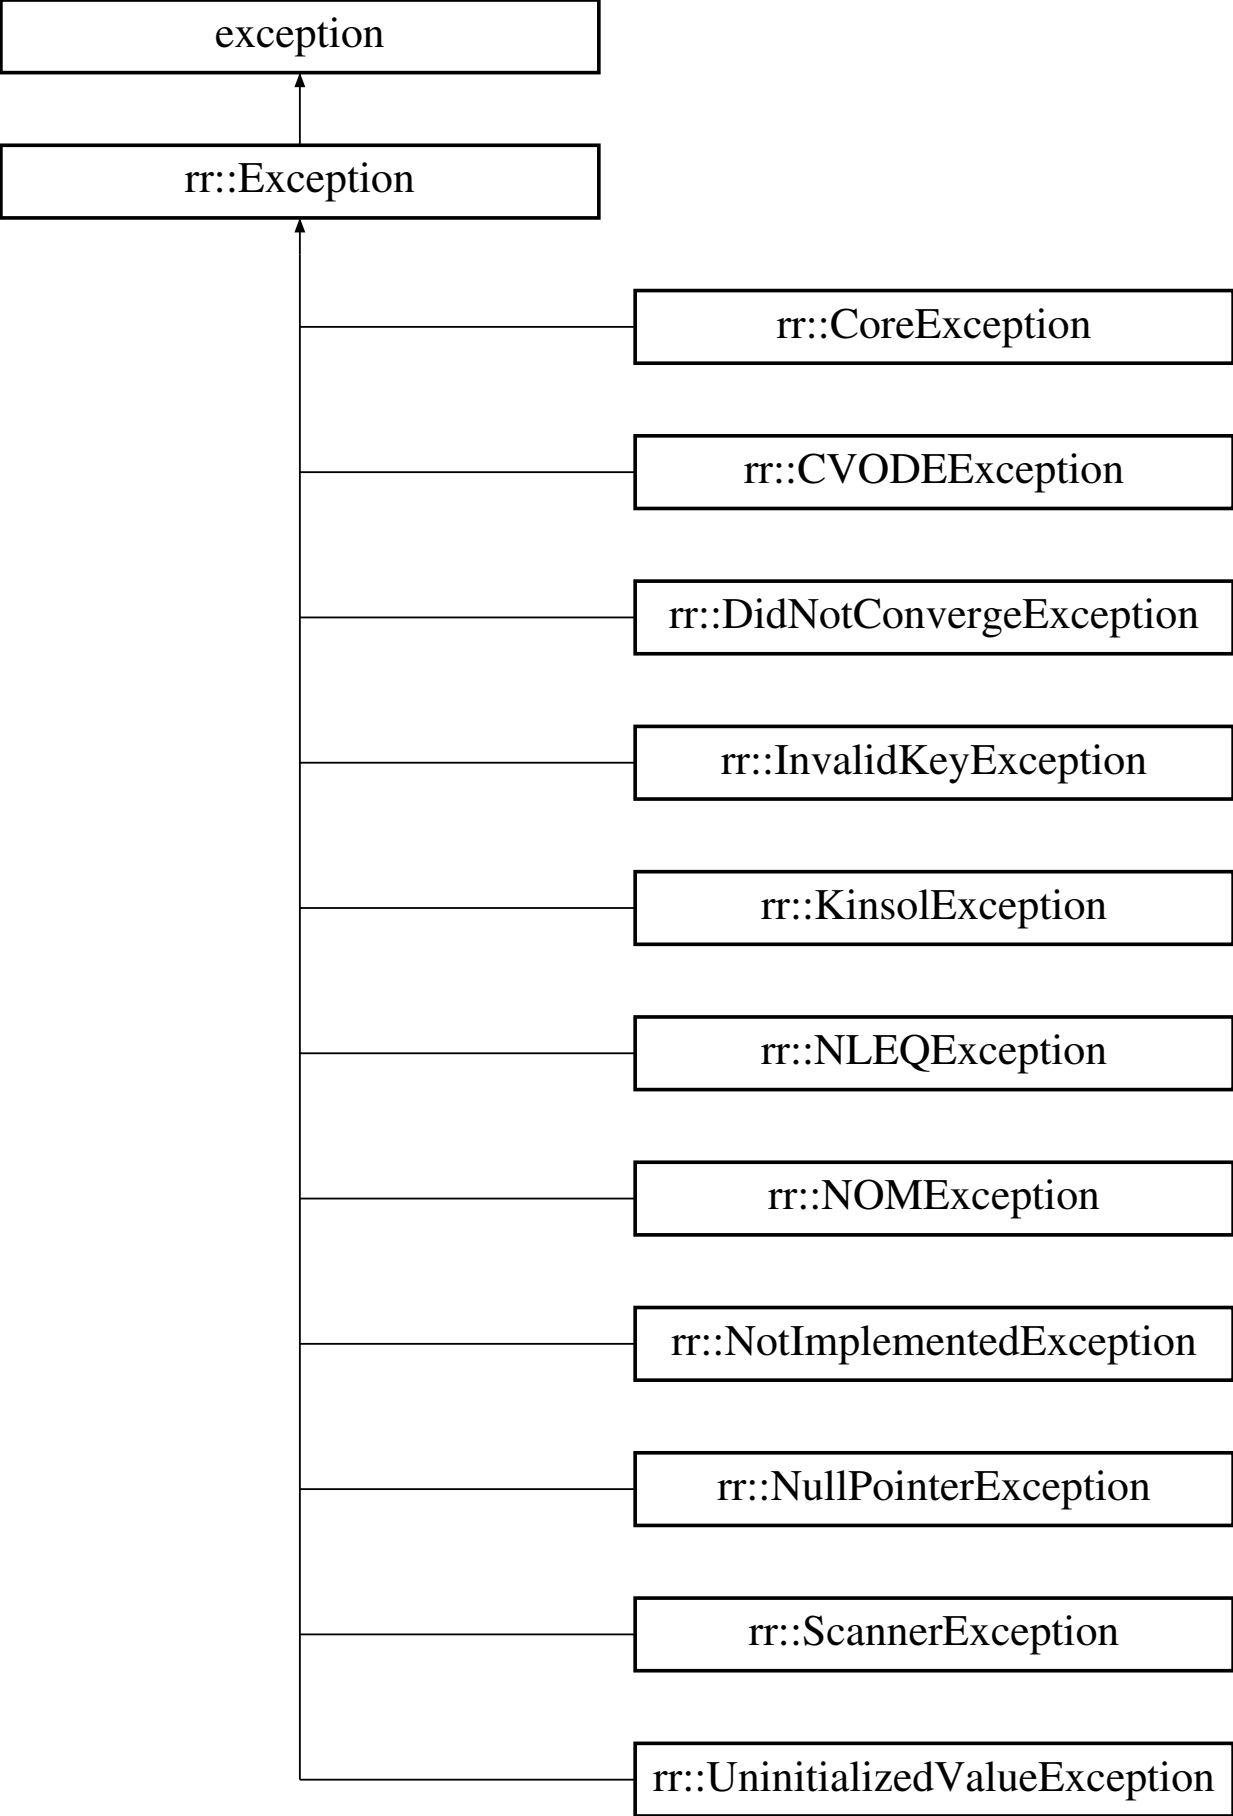 exception
rr::Exception
rr::CoreException
rr::CVODEException
rr::DidNotConvergeException
rr::InvalidKeyException
rr::KinsolException
rr::NLEQException
rr::NOMException
rr::NotImplementedException
rr::NullPointerException
rr::ScannerException
rr::UninitializedValueException